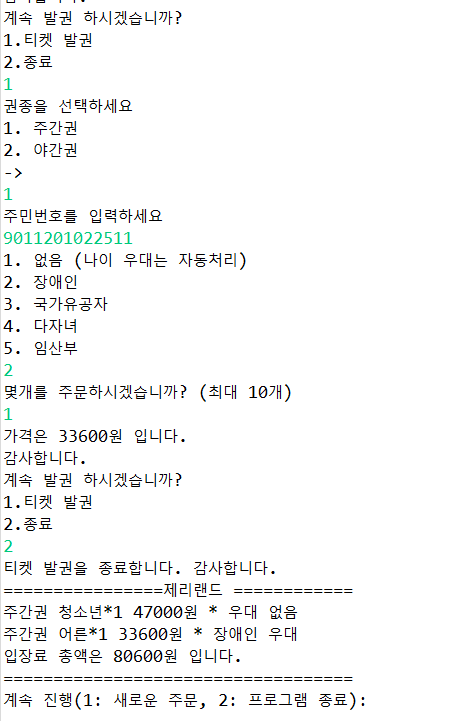 계속 발권 하시겠습니까?
1.티켓 발권
2.종료
1
권종을 선택하세요
1. 주간권
2. 야간권
->
1
주민번호를 입력하세요
9011201022511
1. 없음 (나이 우대는 자동처리)
2. 장애인
3. 국가유공자
4. 다자녀
5. 임산부
2
몇개를 주문하시겠습니까? (최대 10개)
1
가격은 33600원 입니다.
감사합니다.
계속 발권 하시겠습니까?
1.티켓 발권
2.종료
2
티켓 발권을 종료합니다. 감사합니다.
================제리랜드 ============
주간권 청소년*1 47000원 * 우대 없음
주간권 어른*1 33600원 * 장애인 우대
입장료 총액은 80600원 입니다.
===================================
계속 진행(1: 새로운 주문, 2: 프로그램 종료):